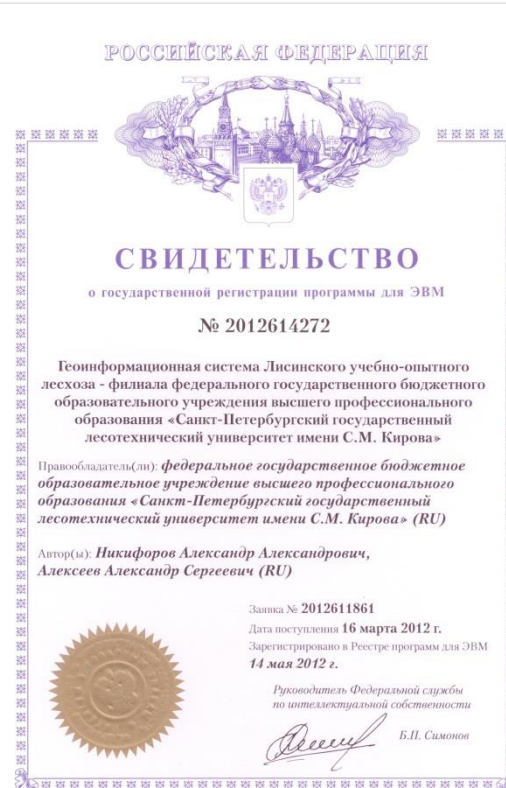 РОССИЙСКАЯ ФЕДЕРАЦИЯ
СВИДЕТЕЛЬСТВО
о государственной регистрации программы для ЭВМ
№ 2012614272
Геоинформационная система Лисинского учебно-опытного
лесхоза - филиала федерального государственного бюджетного
образовательного учреждения высшего профессионального
образования «Санкт-Петербургский государственный
лесотехнический университет имени С.М. Кирова»
Правообладатель(ли): федеральное государственное бюджетное
образовательное учреждение высшего профессионального
образования «Санкт-Петербургский государственный
лесотехнический университет имени С.М. Кирова» (RU)
Автор(ы): Никифоров Александр Александрович,
Алексеев Александр Сергеевич (RU)
Заявка № 2012611861
Дата поступления 16 марта 2012 г.
Зарегистрировано в Реестре программ для ЭВМ
14 мая 2012 г.
Руководитель Федеральной службы
по интеллектуальной собственности
Б.П. Симонов